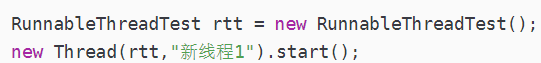 RunnableThreadTest rtt = new RunnableThreadTest();
new Thread(rtt,"新线程1").start();